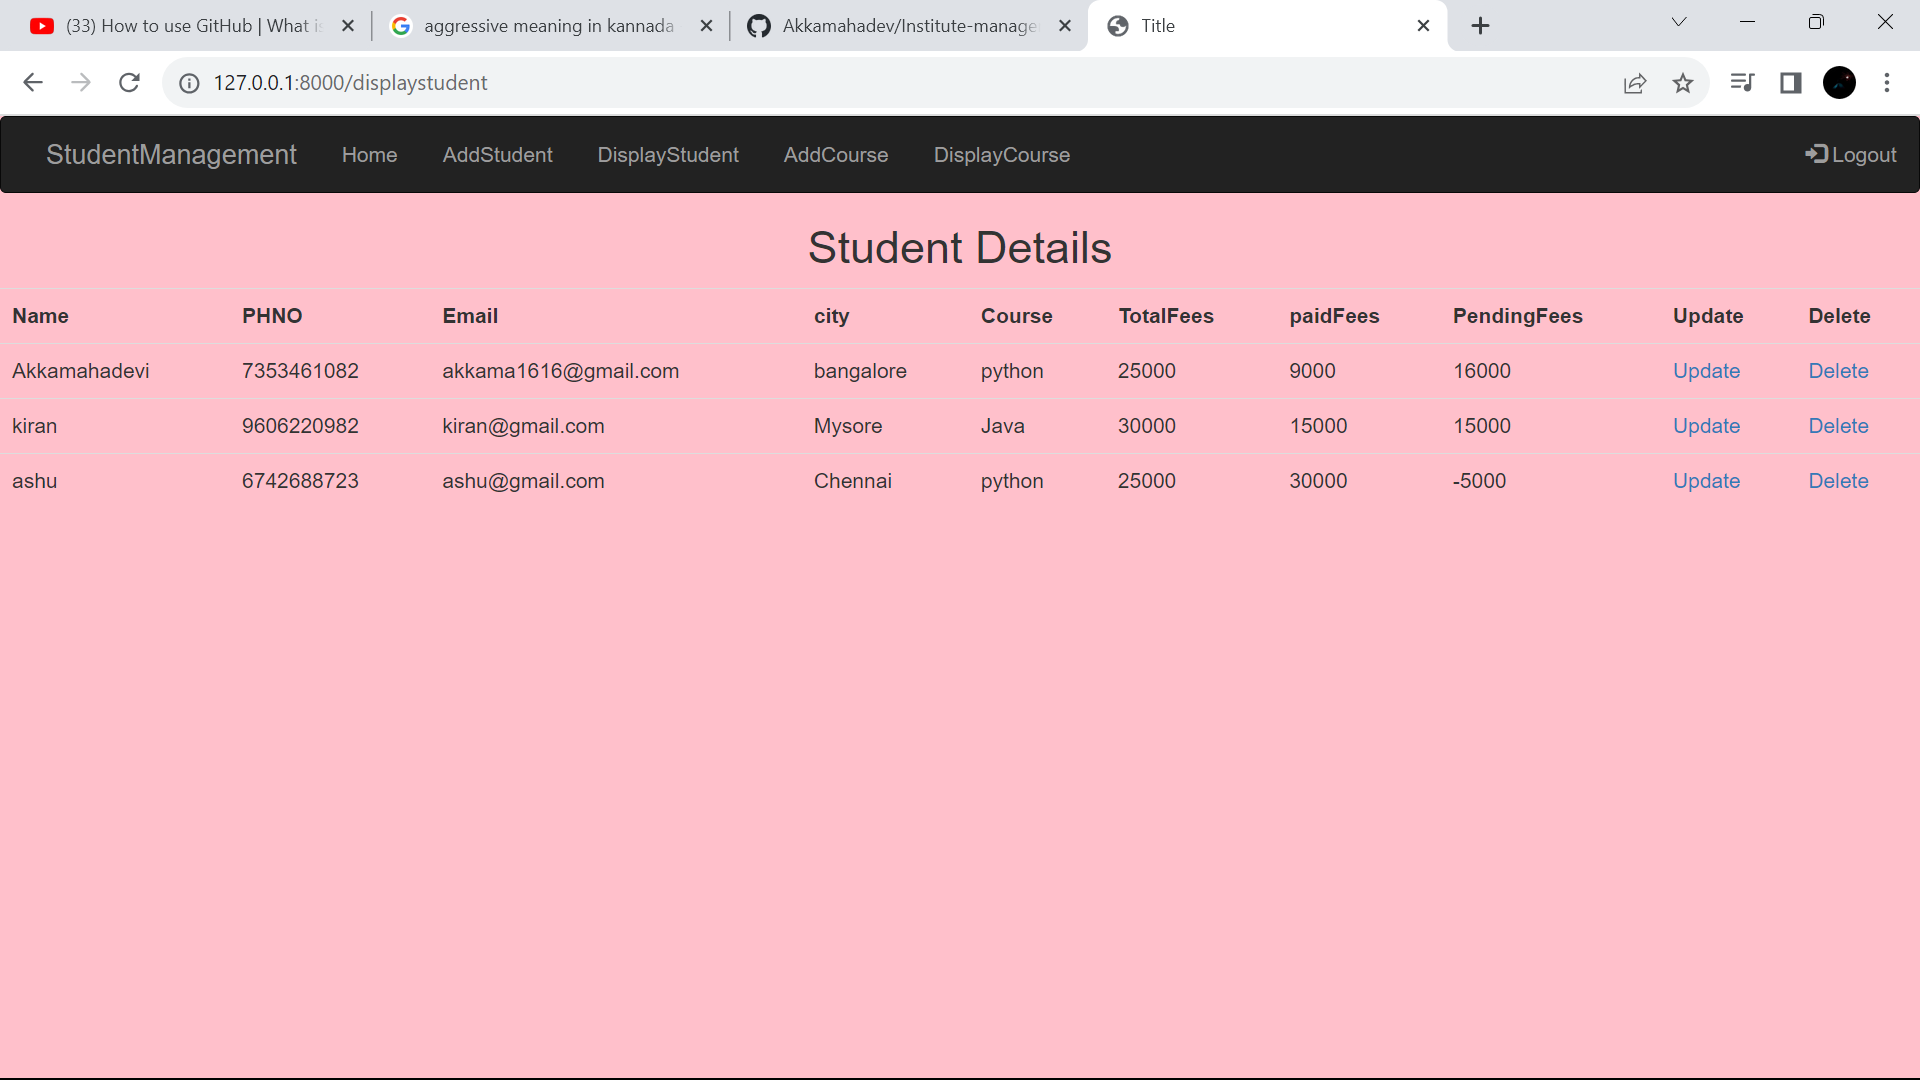 (33) How to use GitHub | What is
aggressive meaning in kannada
Akkamahadev/Institute-manage
Title
127.0.0.1:8000/displaystudent
StudentManagement Home AddStudent DisplayStudent AddCourse DisplayCourse Logout
Student Details
Name PHNO Email city Course TotalFees paidFees PendingFees Update Delete
Akkamahadevi 7353461082 akkama1616@gmail.com bangalore python 25000 9000 16000 Update Delete
kiran 9606220982 kiran@gmail.com Mysore Java 30000 15000 15000 Update Delete
ashu 6742688723 ashu@gmail.com Chennai python 25000 30000 -5000 Update Delete